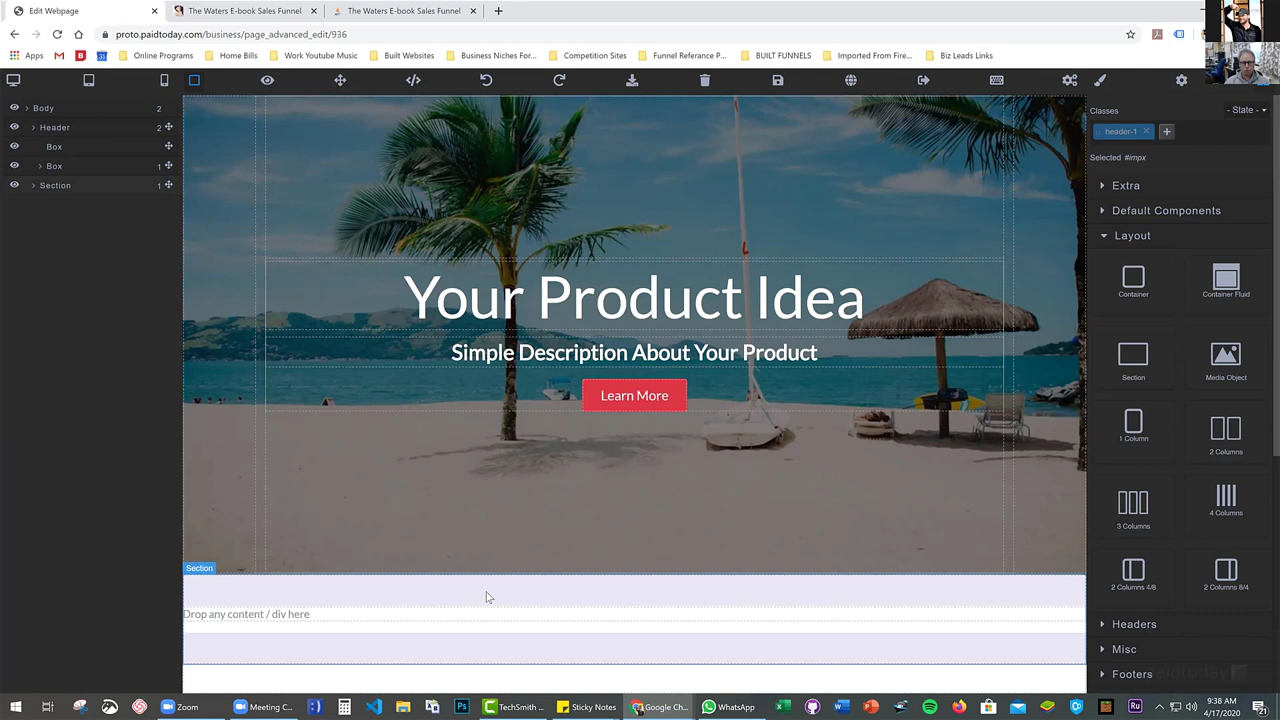 Edit Webpage
The Waters E-book Sales Funnel
The Waters E-book Sales Funnel
proto.paidtoday.com/business/page_advanced_edit/936
Apps
Online Programs
Home Bills
Work Youtube Music
Built Websites
Business Niches For...
Competition Sites
Funnel Referance P...
BUILT FUNNELS
Imported From Fire...
Biz Leads Links
Body 2
Header 2
Box
Box 1
Section 1
Your Product Idea
Simple Description About Your Product
Learn More
Section
Drop any content / div here
Classes
- State -
header-1
Selected #impx
Extra
Default Components
Layout
Container
Container Fluid
Section
Media Object
1 Column
2 Columns
3 Columns
4 Columns
2 Columns 4/8
2 Columns 8/4
Headers
Misc
Footers
paidtoday
Zoom
Meeting C...
TechSmith ...
Sticky Notes
Google Ch...
WhatsApp
9:38 AM
4/17/2020